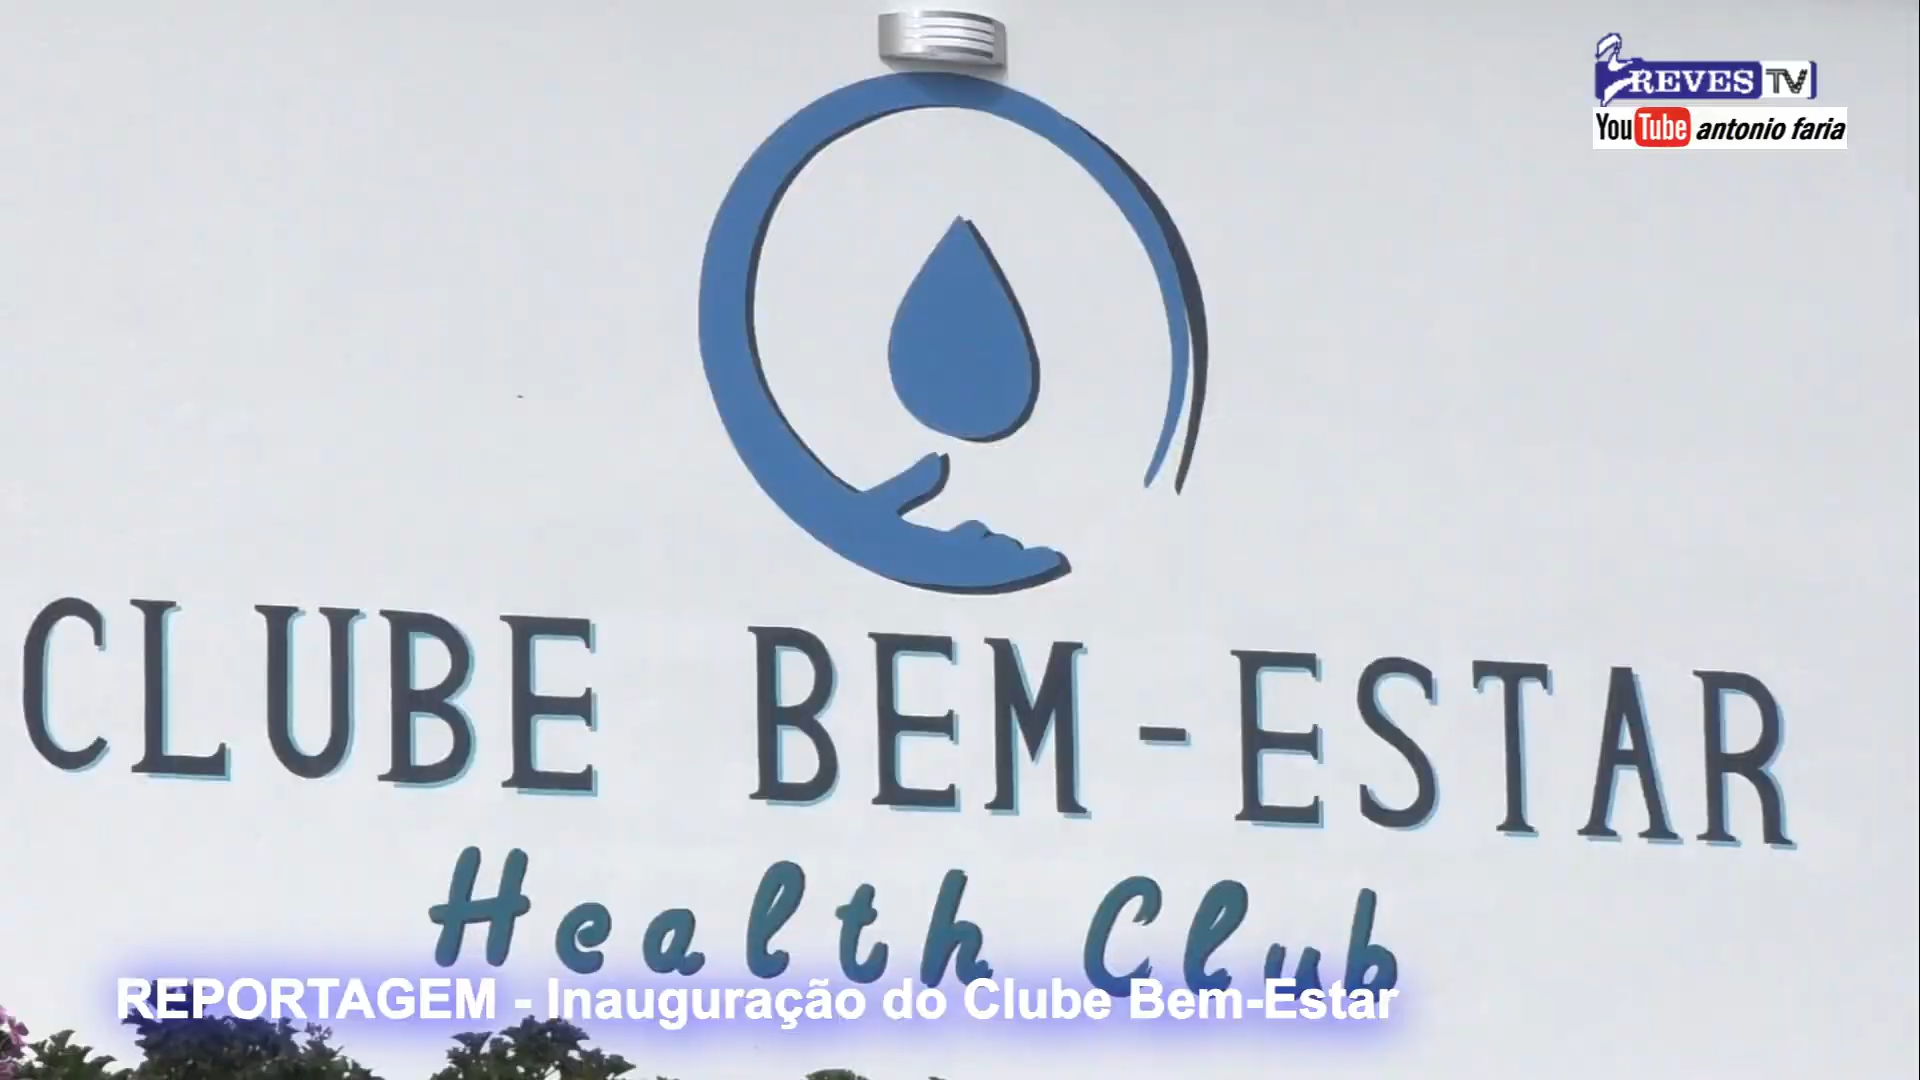 REVES TV
YouTube antonio faria
CLUBE BEM-ESTAR
Health Club
REPORTAGEM - Inauguração do Clube Bem-Estar